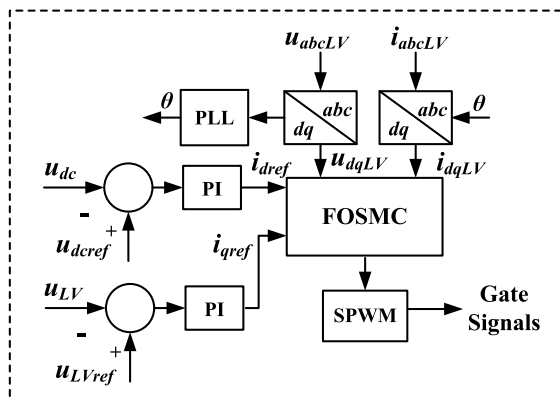 u_abcLV
i_abcLV
θ
PLL
abc
dq
abc
dq
θ
u_dc
-
+
u_dcref
PI
i_dref
u_dqLV
i_dqLV
FOSMC
i_qref
u_LV
-
+
u_LVref
PI
SPWM
Gate
Signals